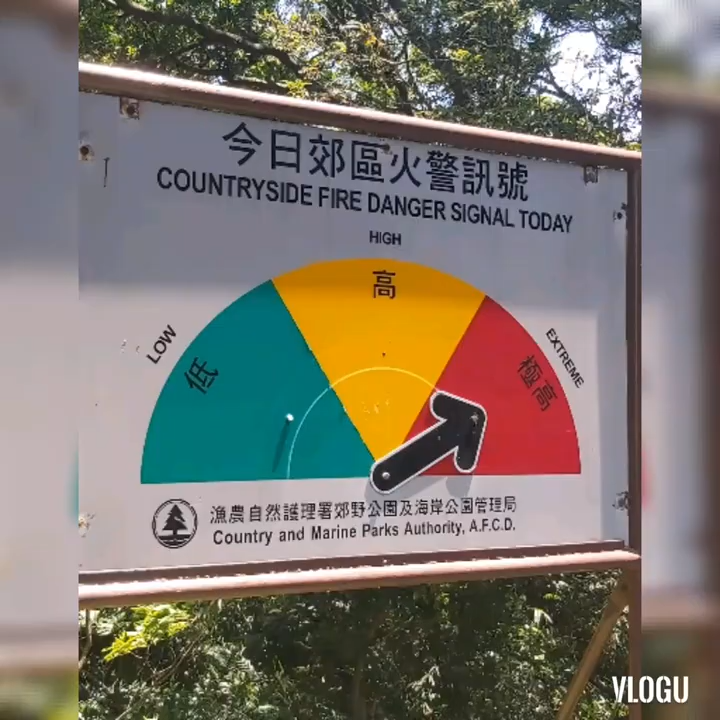 今日郊區火警訊號
COUNTRYSIDE FIRE DANGER SIGNAL TODAY
HIGH
高
LOW
低
EXTREME
極高
漁農自然護理署郊野公園及海岸公園管理局
Country and Marine Parks Authority, A.F.C.D.
VLOGU